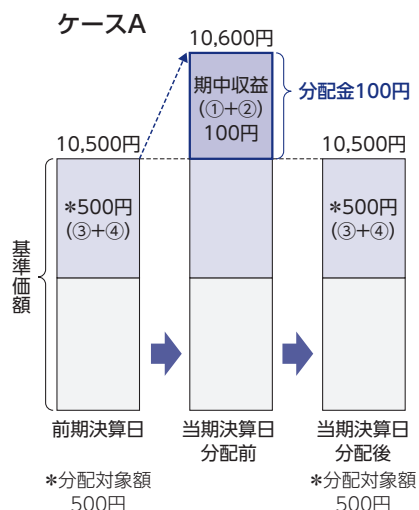 ケースA
10,600円
期中収益
(①+②)
100円
分配金100円
10,500円
10,500円
*500円
(③+④)
*500円
(③+④)
基準価額
前期決算日
当期決算日
分配前
当期決算日
分配後
*分配対象額
500円
*分配対象額
500円